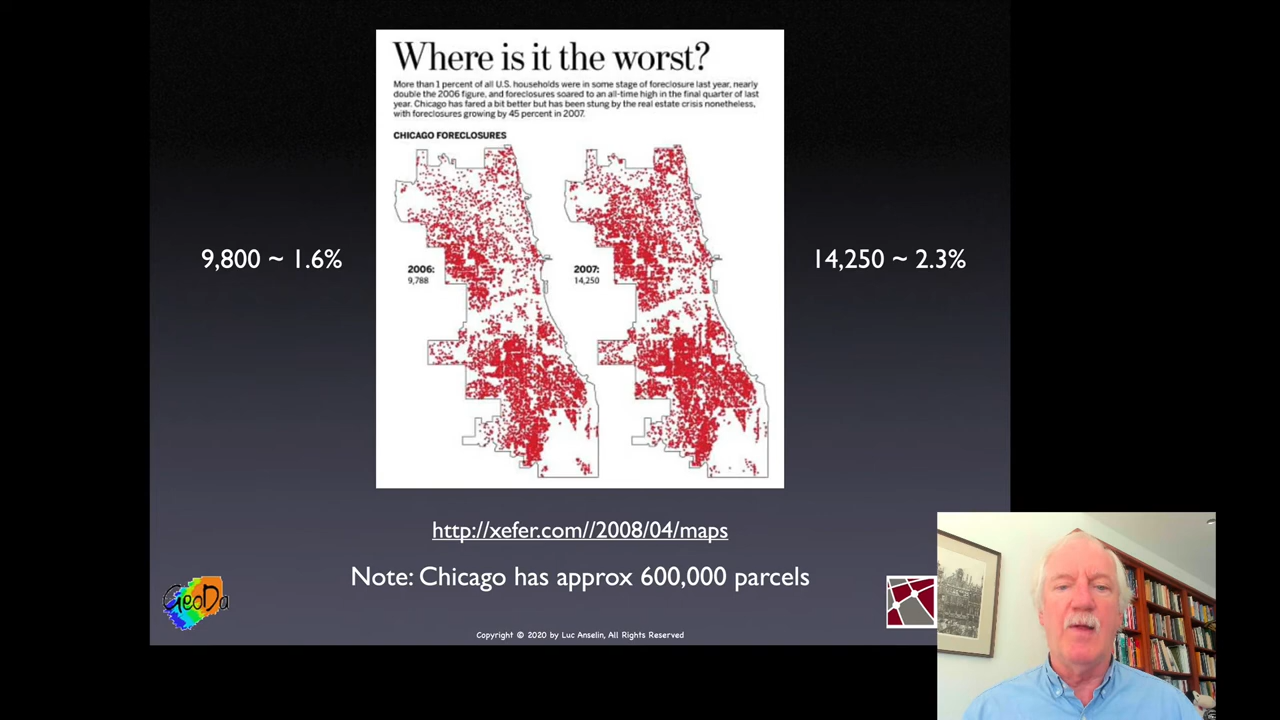 Where is it the worst?
More than 1 percent of all U.S. households were in some stage of foreclosure last year, nearly
double the 2006 figure, and foreclosures soared to an all-time high in the final quarter of last
year. Chicago has fared a bit better but has been stung by the real estate crisis nonetheless,
with foreclosures growing by 45 percent in 2007.
CHICAGO FORECLOSURES
9,800 ~ 1.6%
2006:
9,788
2007:
14,250
14,250 ~ 2.3%
http://xefer.com//2008/04/maps
Note: Chicago has approx 600,000 parcels
GeoDa
Copyright © 2020 by Luc Anselin, All Rights Reserved